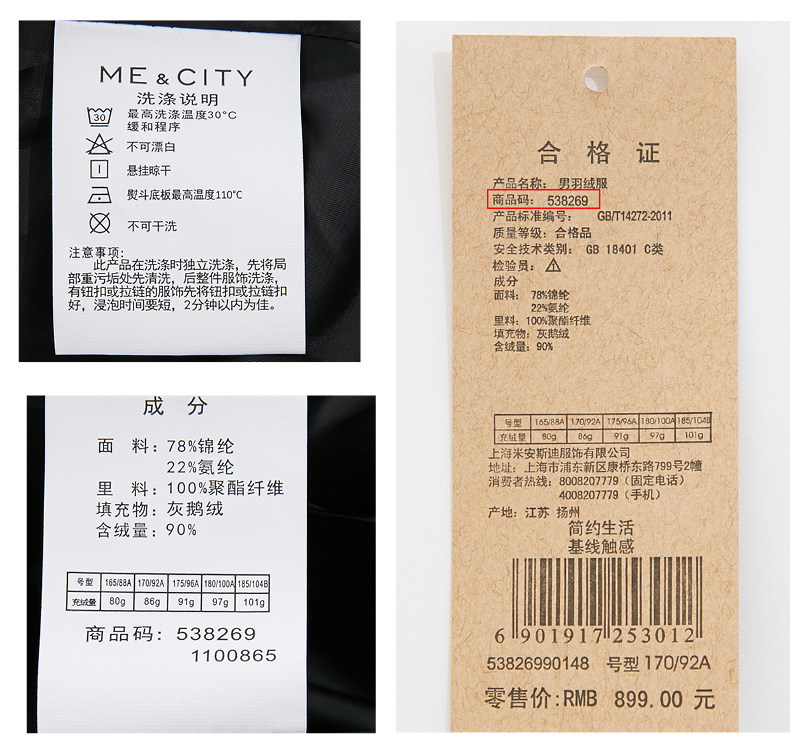 ME & CITY
洗涤说明
30
最高洗涤温度30°C
缓和程序
不可漂白
悬挂晾干
熨斗底板最高温度110°C
不可干洗
注意事项:
此产品在洗涤时独立洗涤，先将局
部重污垢处先清洗，后整件服饰洗涤，
有钮扣或拉链的服饰先将钮扣或拉链扣
好，浸泡时间要短，2分钟以内为佳。
成 分
面 料: 78%锦纶
22%氨纶
里 料: 100%聚酯纤维
填充物: 灰鹅绒
含绒量: 90%
号型 165/88A 170/92A 175/96A 180/100A 185/104B
充绒量 80g 86g 91g 97g 101g
商品码: 538269
1100865
合 格 证
产品名称: 男羽绒服
商品码: 538269
产品标准编号: GB/T14272-2011
质量等级: 合格品
安全技术类别: GB 18401 C类
检验员:
成分
面料: 78%锦纶
22%氨纶
里料: 100%聚酯纤维
填充物: 灰鹅绒
含绒量: 90%
号型 165/88A 170/92A 175/96A 180/100A 185/104B
充绒量 80g 86g 91g 97g 101g
上海米安斯迪服饰有限公司
地址: 上海市浦东新区康桥东路799号2幢
消费者热线: 8008207779 (固定电话)
4008207779 (手机)
产地: 江苏 扬州
简约生活
基线触感
6 901917 253012
53826990148 号型 170/92A
零售价: RMB 899.00 元